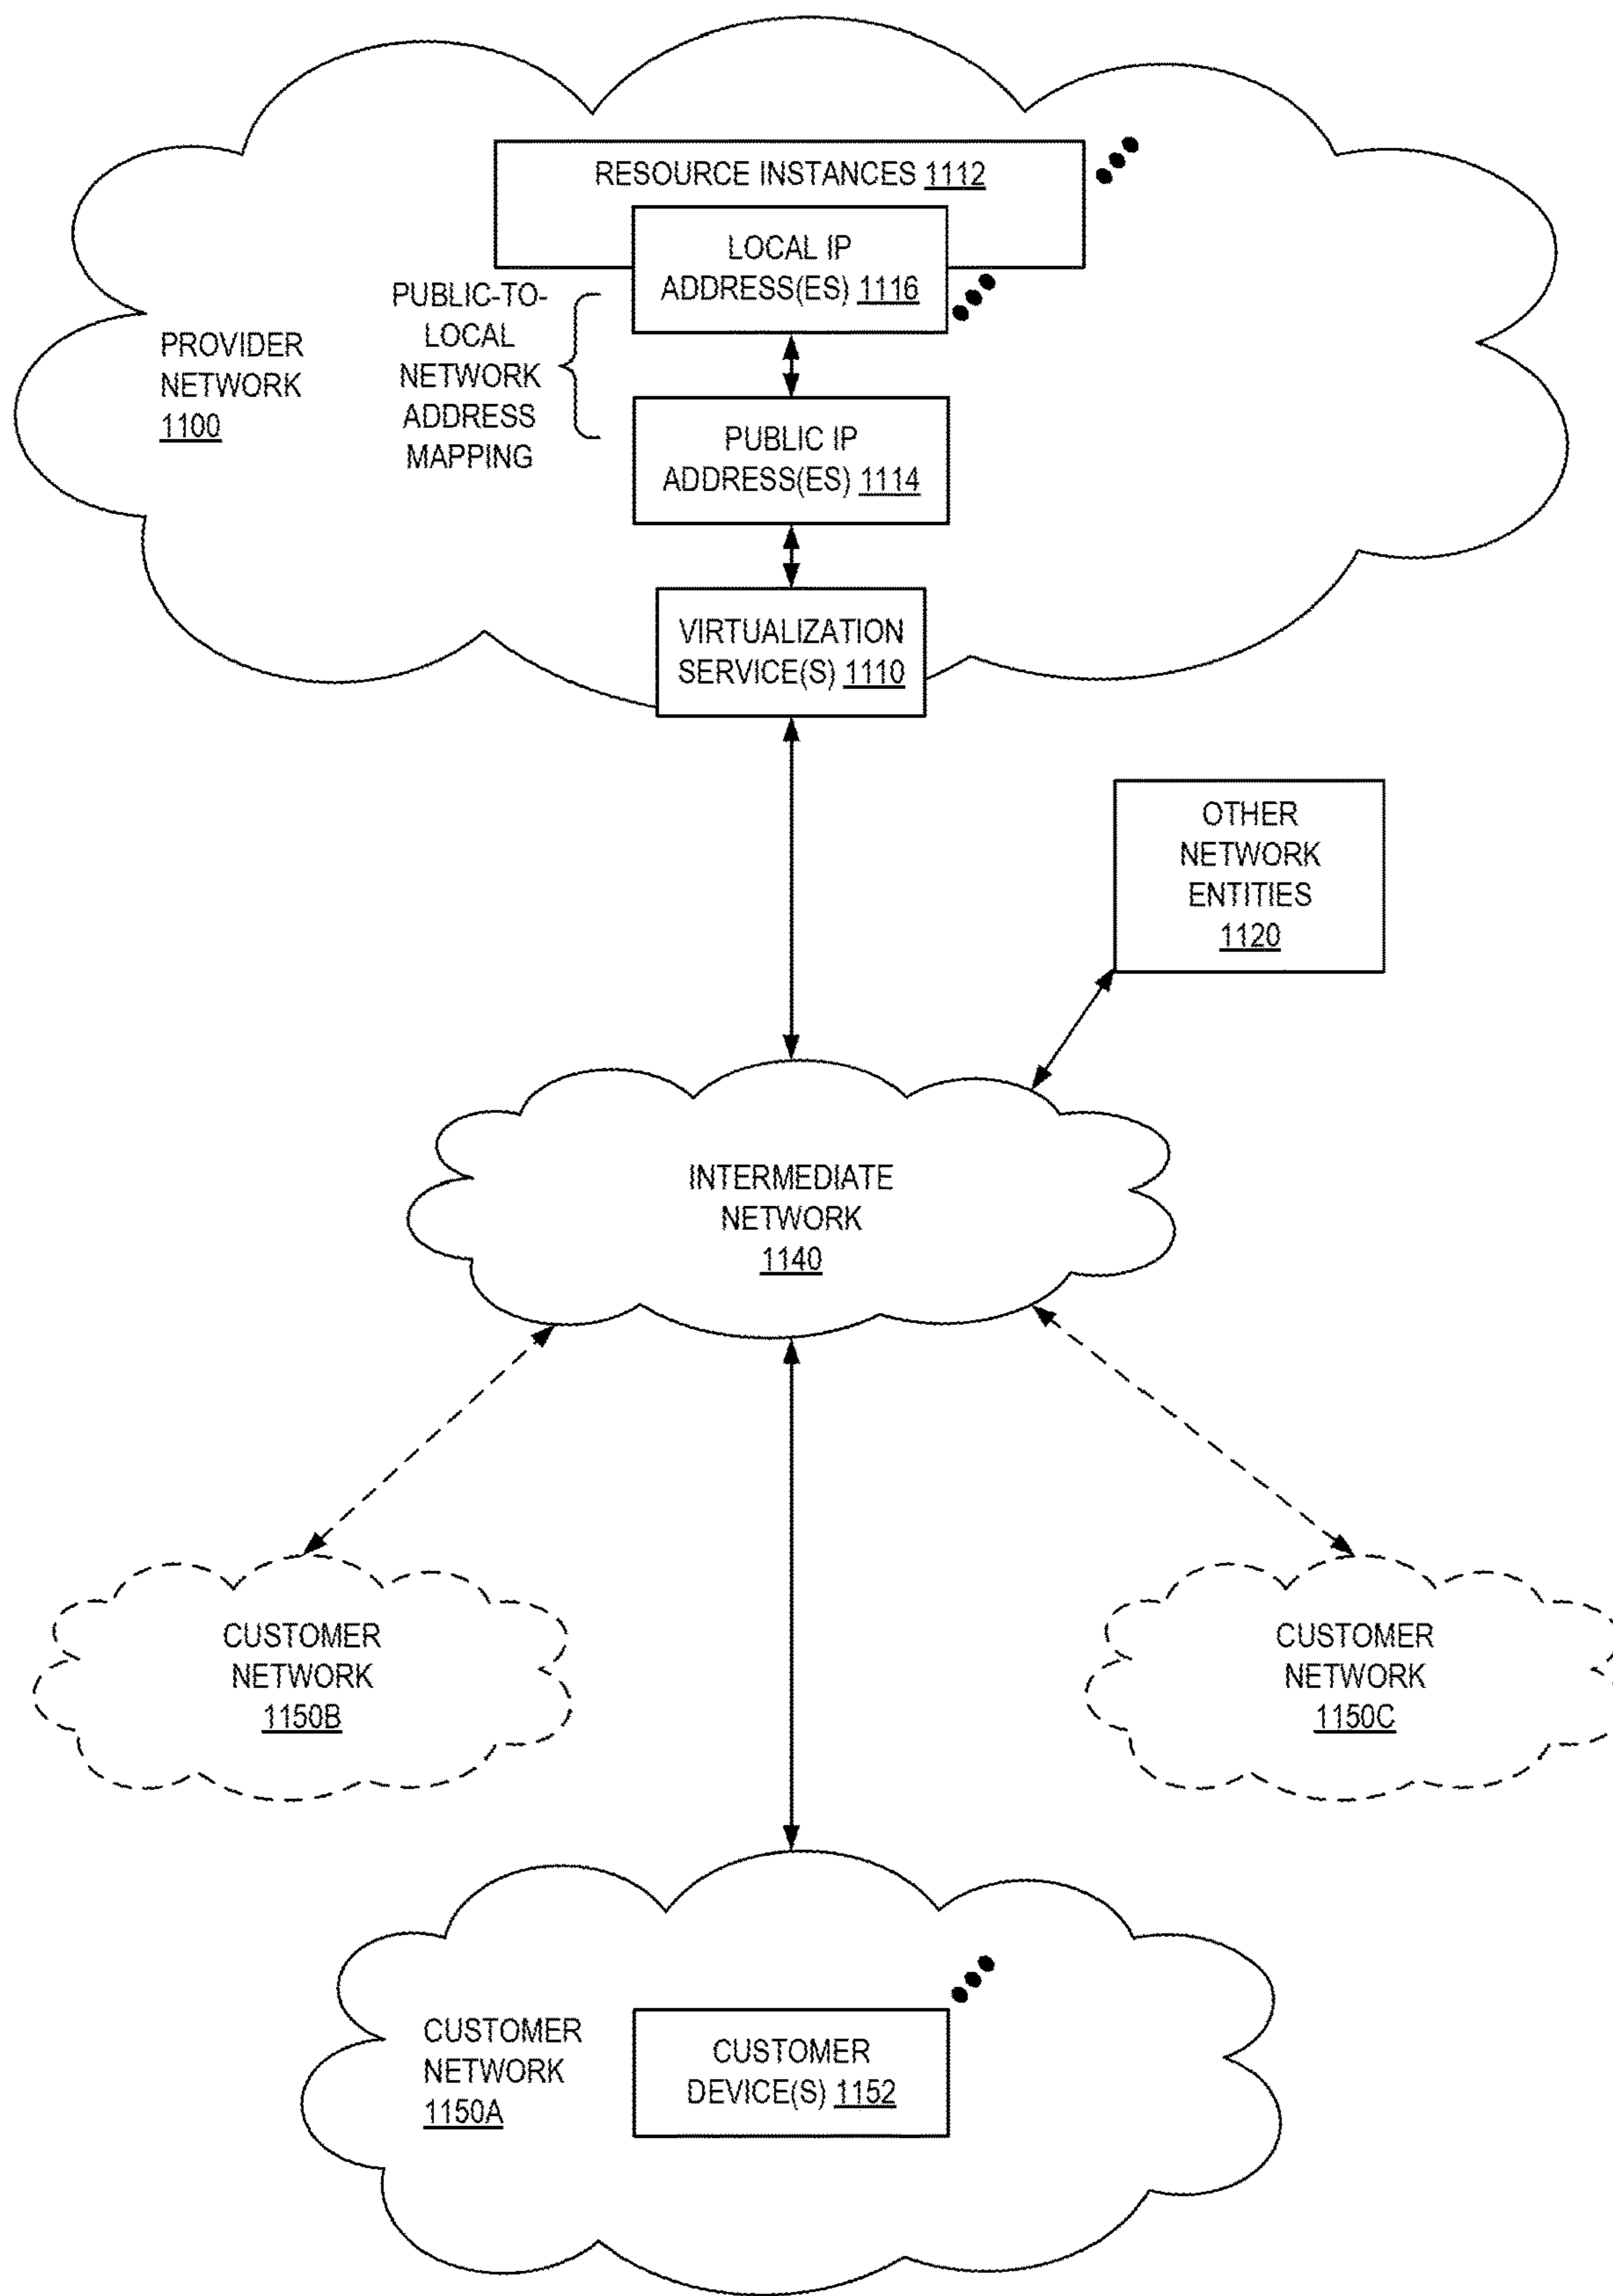 RESOURCE INSTANCES 1112
LOCAL IP
ADDRESS(ES) 1116
PUBLIC-TO-
LOCAL
NETWORK
ADDRESS
MAPPING
PROVIDER
NETWORK
1100
PUBLIC IP
ADDRESS(ES) 1114
VIRTUALIZATION
SERVICE(S) 1110
OTHER
NETWORK
ENTITIES
1120
INTERMEDIATE
NETWORK
1140
CUSTOMER
NETWORK
1150B
CUSTOMER
NETWORK
1150C
CUSTOMER
NETWORK
1150A
CUSTOMER
DEVICE(S) 1152